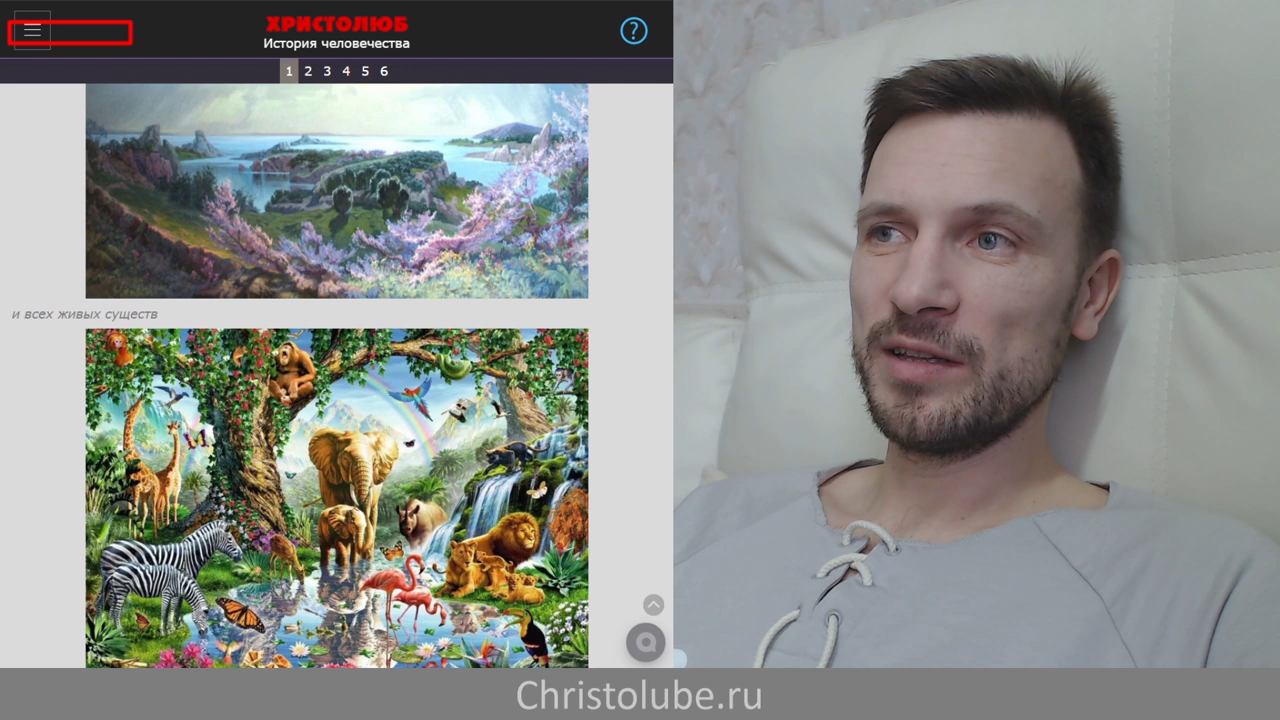 ХРИСТОЛЮБ
История человечества
?
1 2 3 4 5 6
и всех живых существ
Christolube.ru